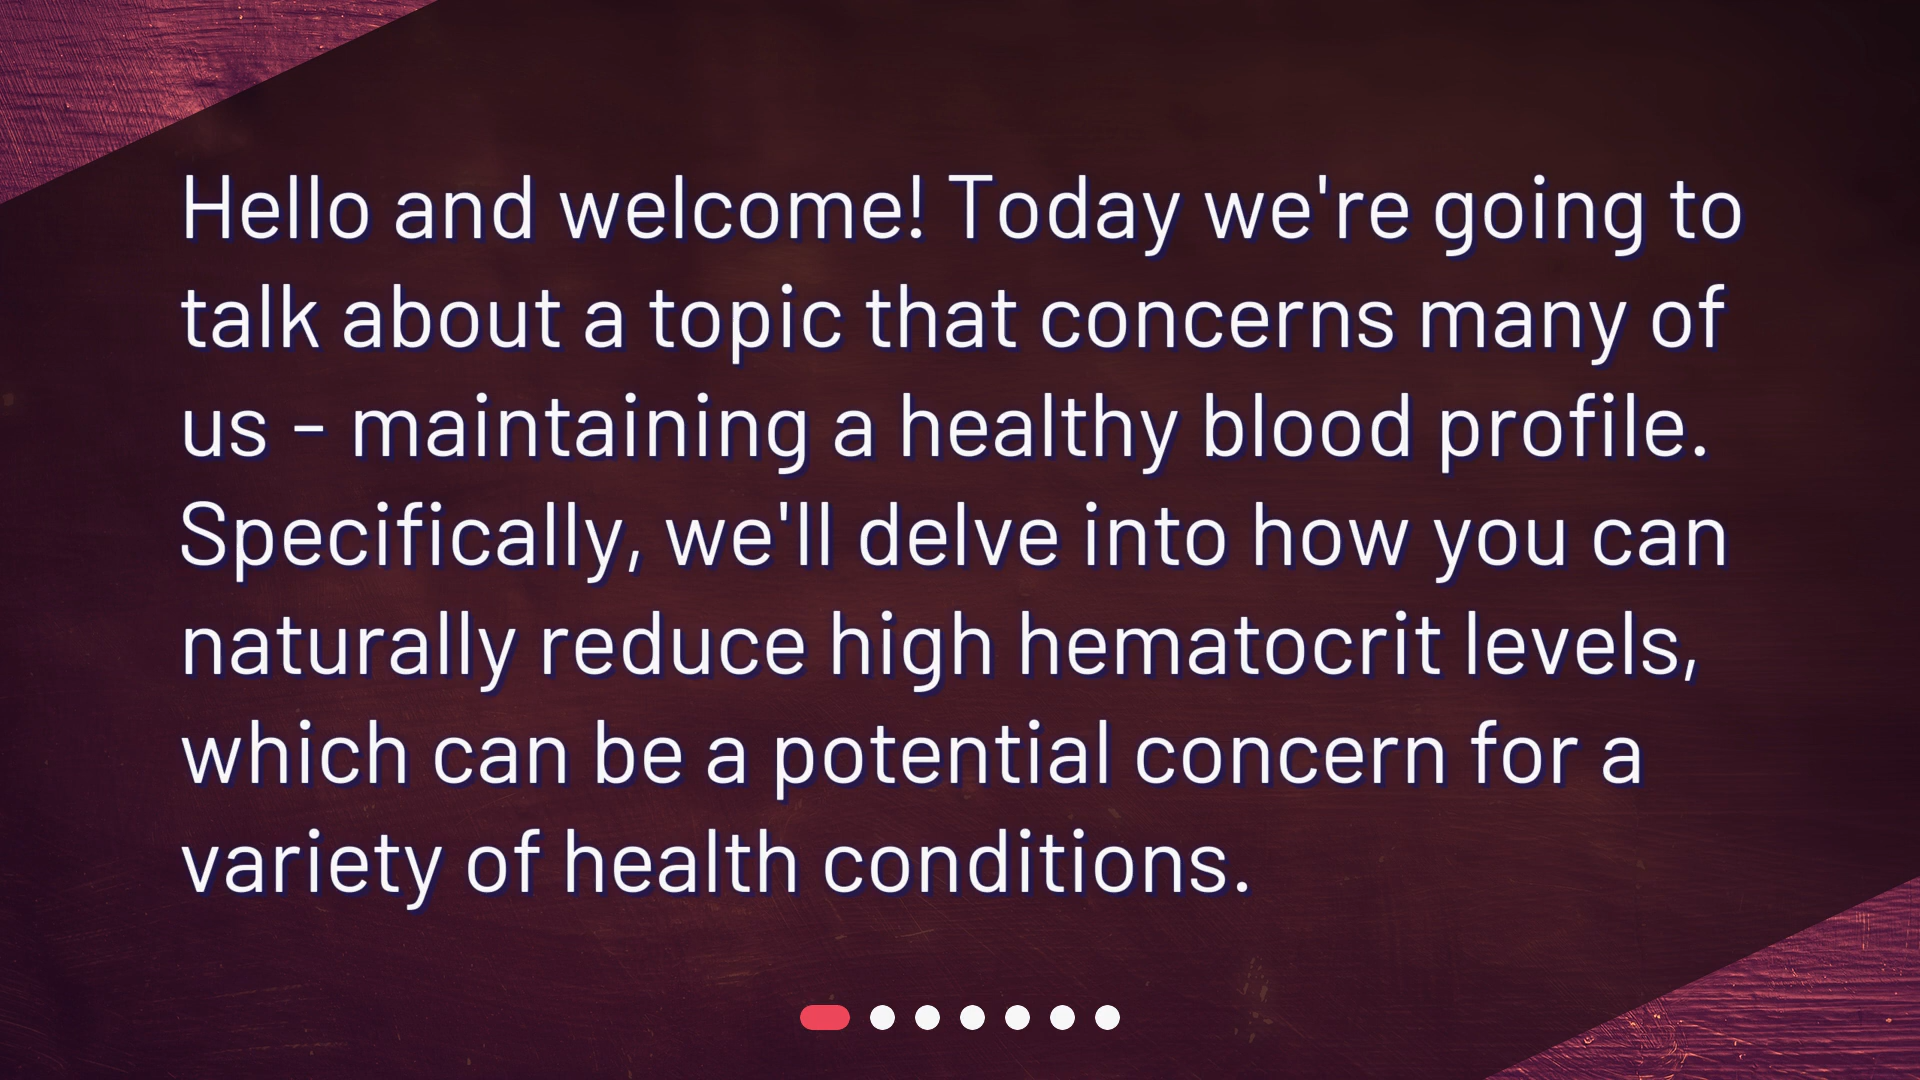 Hello and welcome! Today we're going to
talk about a topic that concerns many of
us - maintaining a healthy blood profile.
Specifically, we'll delve into how you can
naturally reduce high hematocrit levels,
which can be a potential concern for a
variety of health conditions.